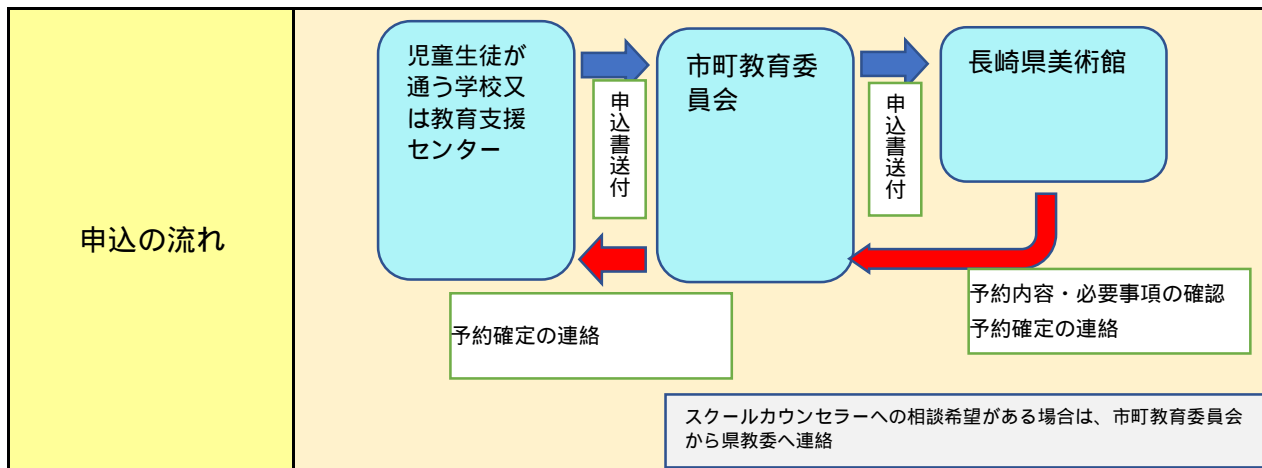 申込の流れ
児童生徒が
通う学校又
は教育支援
センター
申込書送付
市町教育委
員会
申込書送付
長崎県美術館
予約内容・必要事項の確認
予約確定の連絡
予約確定の連絡
スクールカウンセラーへの相談希望がある場合は、市町教育委員会
から県教委へ連絡